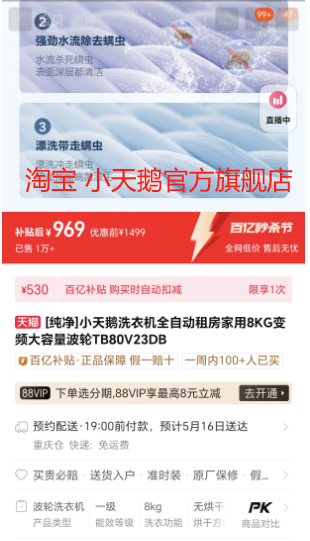 2
99+
47
强劲水流除去螨虫
水流杀死螨虫
表面深层都清洁
3
漂洗带走螨虫
漂洗冲走螨虫
直播中
淘宝 小天鹅官方旗舰店
补贴后¥969 优惠前¥1499
已售 1万+
百亿秒杀节
全网低价 售后无忧
¥530 百亿补贴 购买时自动扣减 限享1次
天猫 [纯净]小天鹅洗衣机全自动租房家用8KG变
频大容量波轮TB80V23DB
百亿补贴·正品保障 假一赔十 一周内100+人已买
88VIP 下单选分期,88VIP享最高8元立减 去开通>
预约配送·19:00前付款，预计5月16日送达 >
重庆仓 快递：免运费
买贵必赔 · 送货入户 · 准时装 · 原厂保修 · 假... >
波轮洗衣机 一级 8kg 无烘干 PK
产品类型 能效等级 洗衣功能 烘干方 商品对比